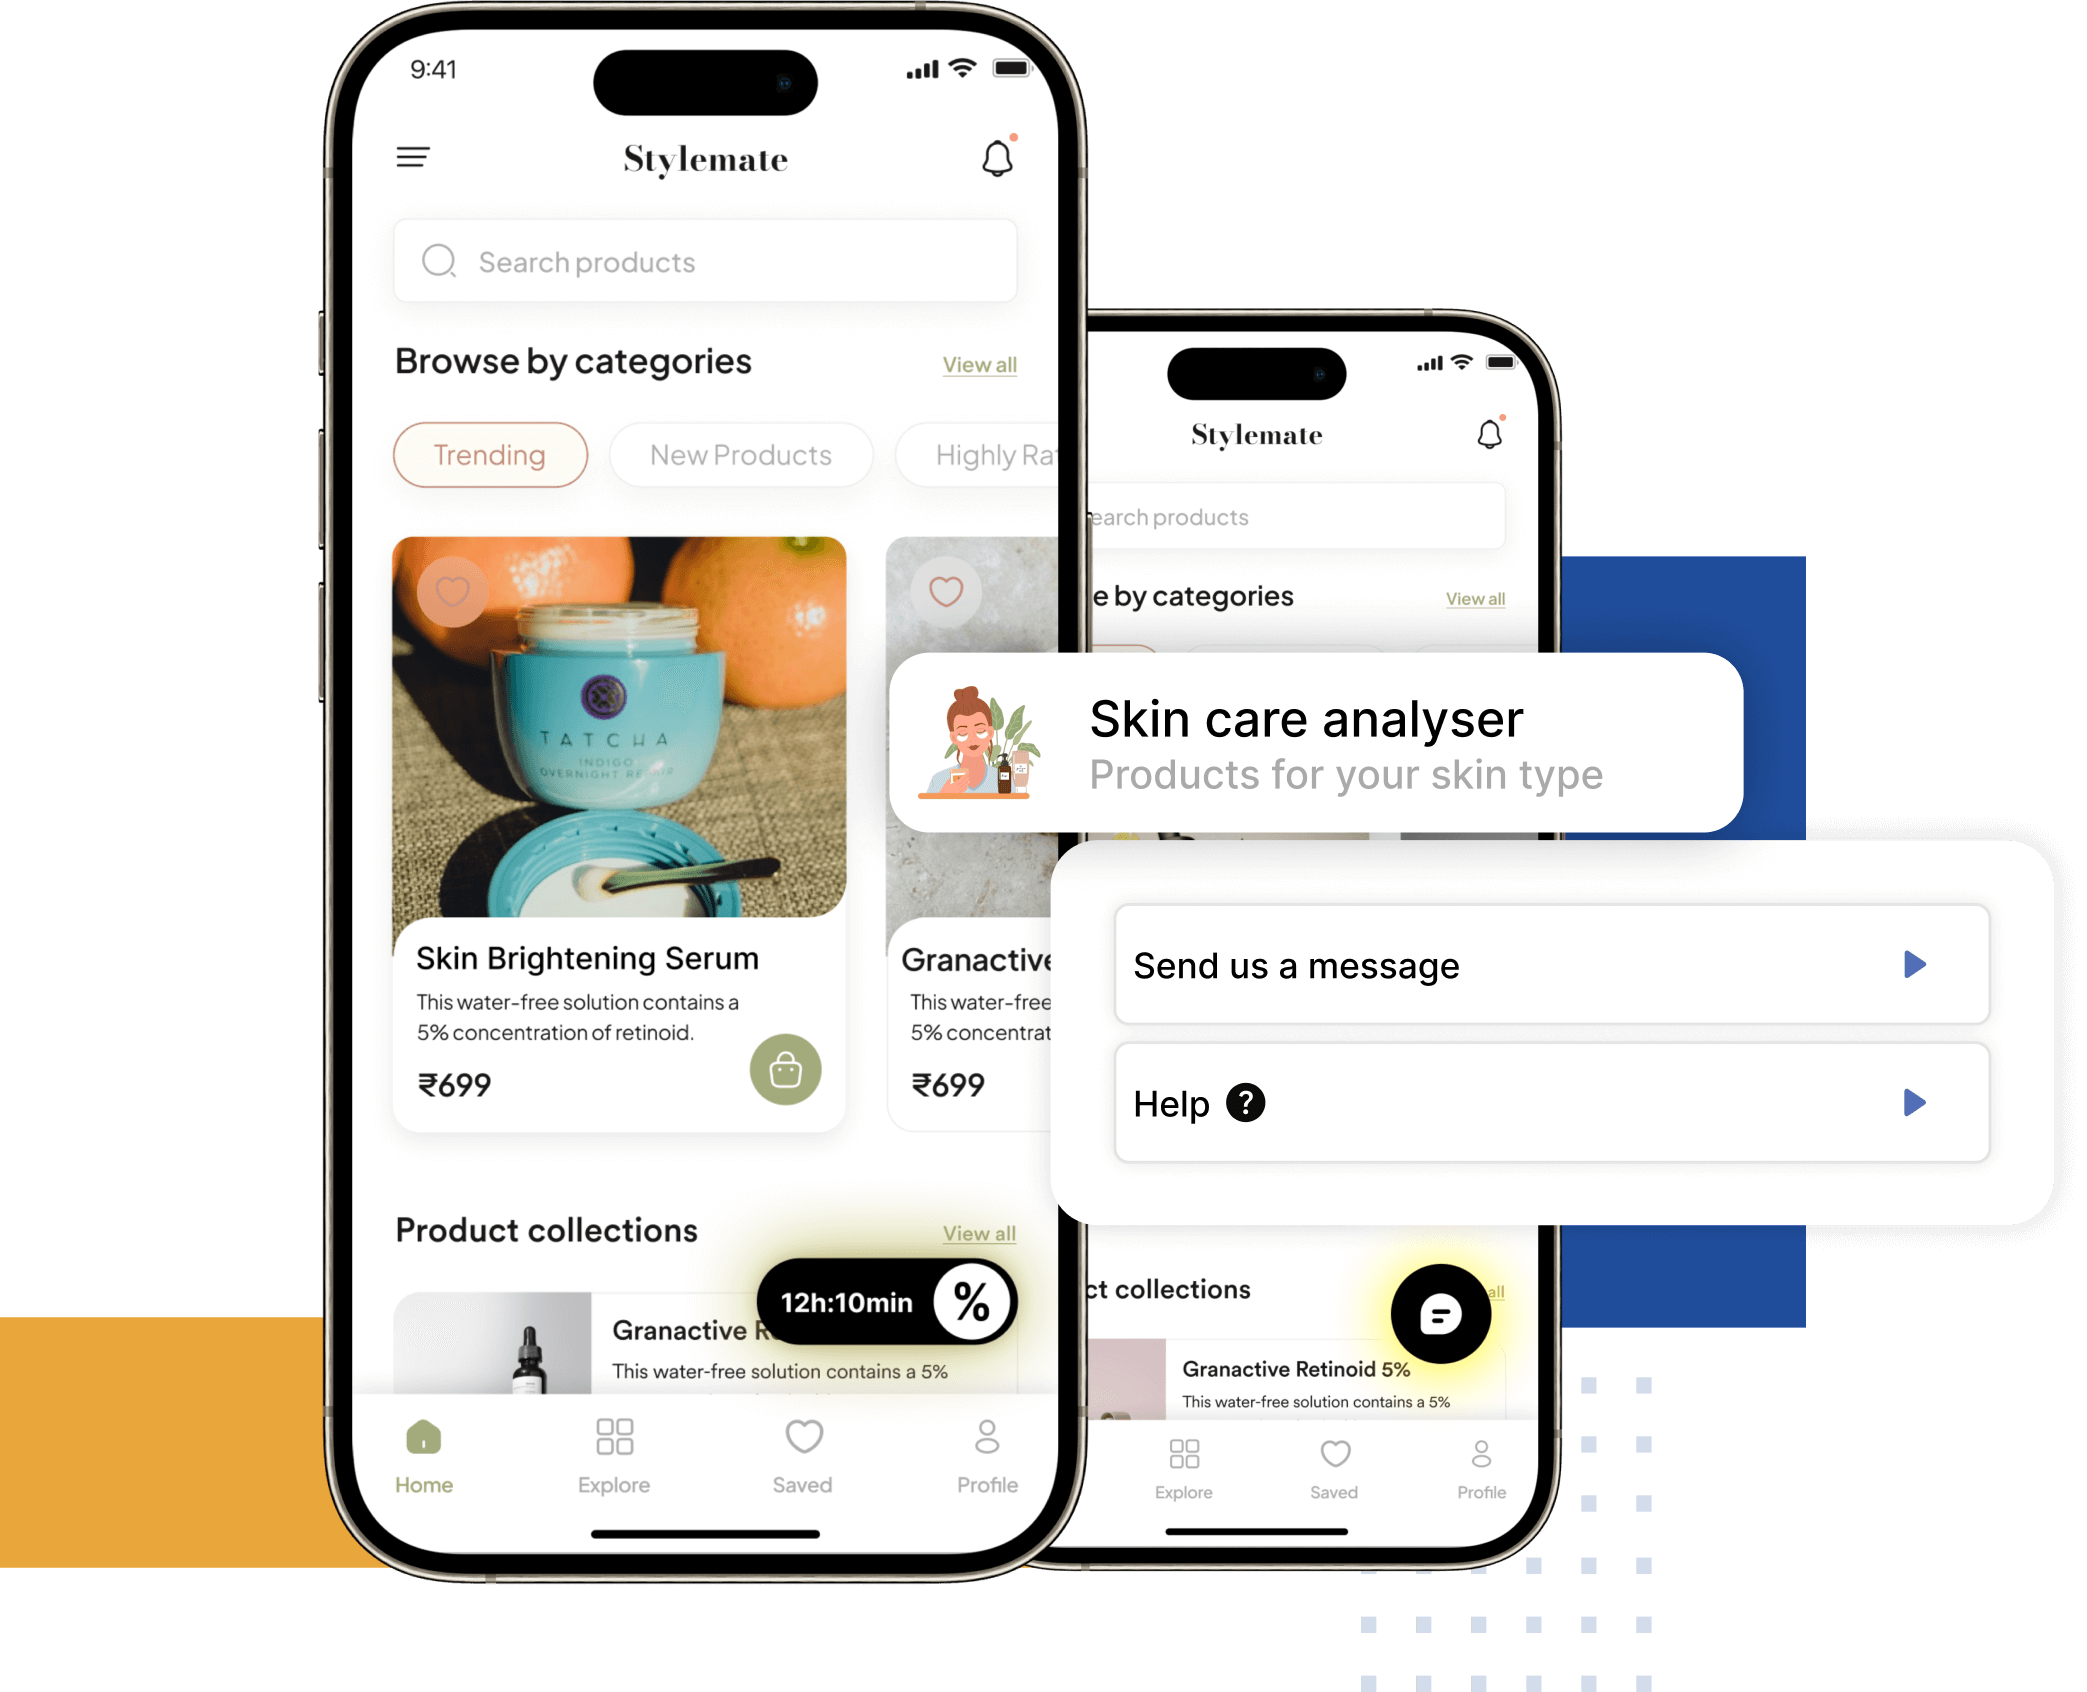 9:41
Stylemate
Search products
Browse by categories
View all
Trending
New Products
Highly Ra
TATCHA
INDIGO
OVERNIGHT REPAIR
Skin Brightening Serum
This water-free solution contains a
5% concentration of retinoid.
₹699
Granactive
This water-free
5% concentrat
₹699
Product collections
View all
12h:10min %
Granactive R
This water-free solution contains a 5%
Home
Explore
Saved
Profile
Stylemate
earch products
e by categories
View all
Skin care analyser
Products for your skin type
Send us a message
Help ?
ct collections
all
Granactive Retinoid 5%
This water-free solution contains a 5%
Explore
Saved
Profile